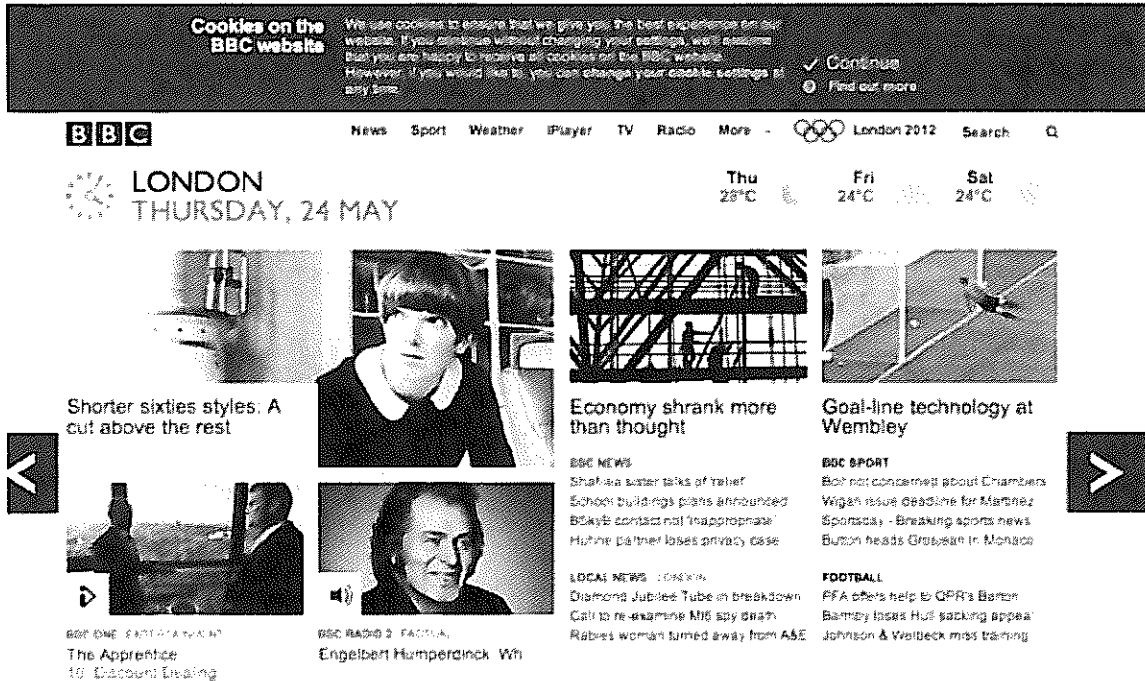 Cookies on the
BBC website
We use cookies to ensure that we give you the best experience on our
website. If you continue without changing your settings, we'll assume
that you are happy to receive all cookies on the BBC website.
However, if you would like to, you can change your cookie settings at
any time.
Continue
Find out more
BBC
News Sport Weather iPlayer TV Radio More London 2012 Search
LONDON
THURSDAY, 24 MAY
Thu Fri Sat
23°C 24°C 24°C
Shorter sixties styles: A
cut above the rest
Economy shrank more
than thought
BBC NEWS
Shafilea sister talks of 'relief'
School buildings plans announced
BSkyB contact not 'inappropriate'
Huhne partner loses privacy case
LOCAL NEWS LONDON
Diamond Jubilee Tube in breakdown
Call to re-examine MI6 spy death
Rabies woman turned away from A&E
Goal-line technology at
Wembley
BBC SPORT
Bolt not concerned about Chambers
Wigan issue deadline for Martinez
Sportsday - Breaking sports news
Button heads Grosjean in Monaco
FOOTBALL
PFA offers help to QPR's Barton
Barmby loses Hull sacking appeal
Johnson & Welbeck miss training
BBC ONE ENTERTAINMENT
The Apprentice
10. Discount Dealing
BBC RADIO 2 FACTUAL
Engelbert Humperdinck Wh